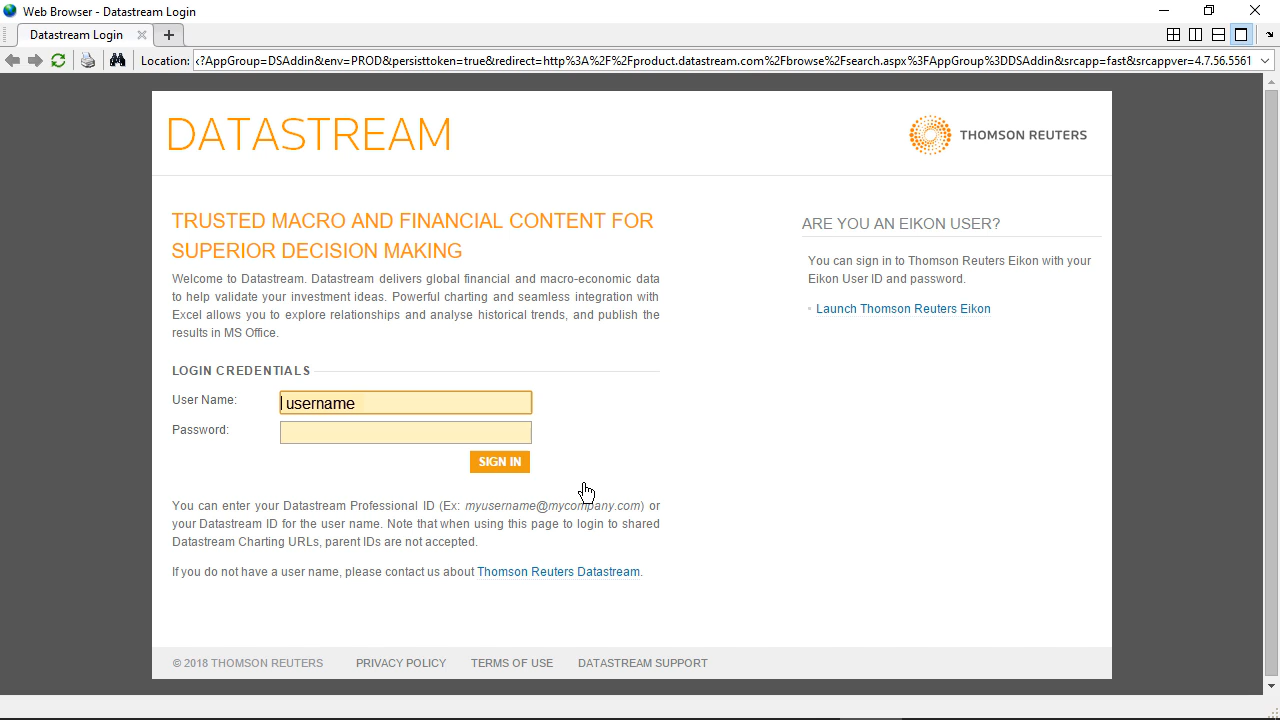 Web Browser - Datastream Login
Datastream Login
Location: ‹?AppGroup=DSAddin&env=PROD&persisttoken=true&redirect=http%3A%2F%2Fproduct.datastream.com%2Fbrowse%2Fsearch.aspx%3FAppGroup%3DDSAddin&srcapp=fast&srcappver=4.7.56.5561
DATASTREAM
THOMSON REUTERS
TRUSTED MACRO AND FINANCIAL CONTENT FOR
SUPERIOR DECISION MAKING
Welcome to Datastream. Datastream delivers global financial and macro-economic data
to help validate your investment ideas. Powerful charting and seamless integration with
Excel allows you to explore relationships and analyse historical trends, and publish the
results in MS Office.
ARE YOU AN EIKON USER?
You can sign in to Thomson Reuters Eikon with your
Eikon User ID and password.
Launch Thomson Reuters Eikon
LOGIN CREDENTIALS
User Name:
username
Password:
SIGN IN
You can enter your Datastream Professional ID (Ex: myusername@mycompany.com) or
your Datastream ID for the user name. Note that when using this page to login to shared
Datastream Charting URLs, parent IDs are not accepted.
If you do not have a user name, please contact us about Thomson Reuters Datastream.
© 2018 THOMSON REUTERS
PRIVACY POLICY
TERMS OF USE
DATASTREAM SUPPORT